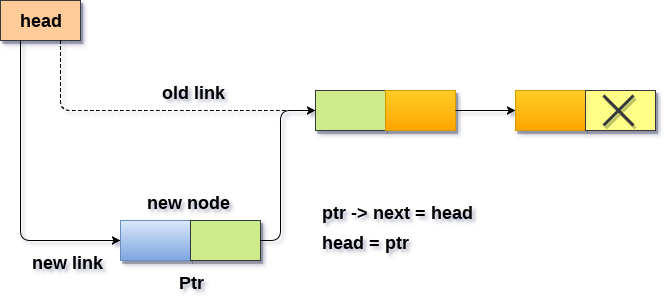 head
old link
new node
ptr -> next = head
head = ptr
new link
Ptr